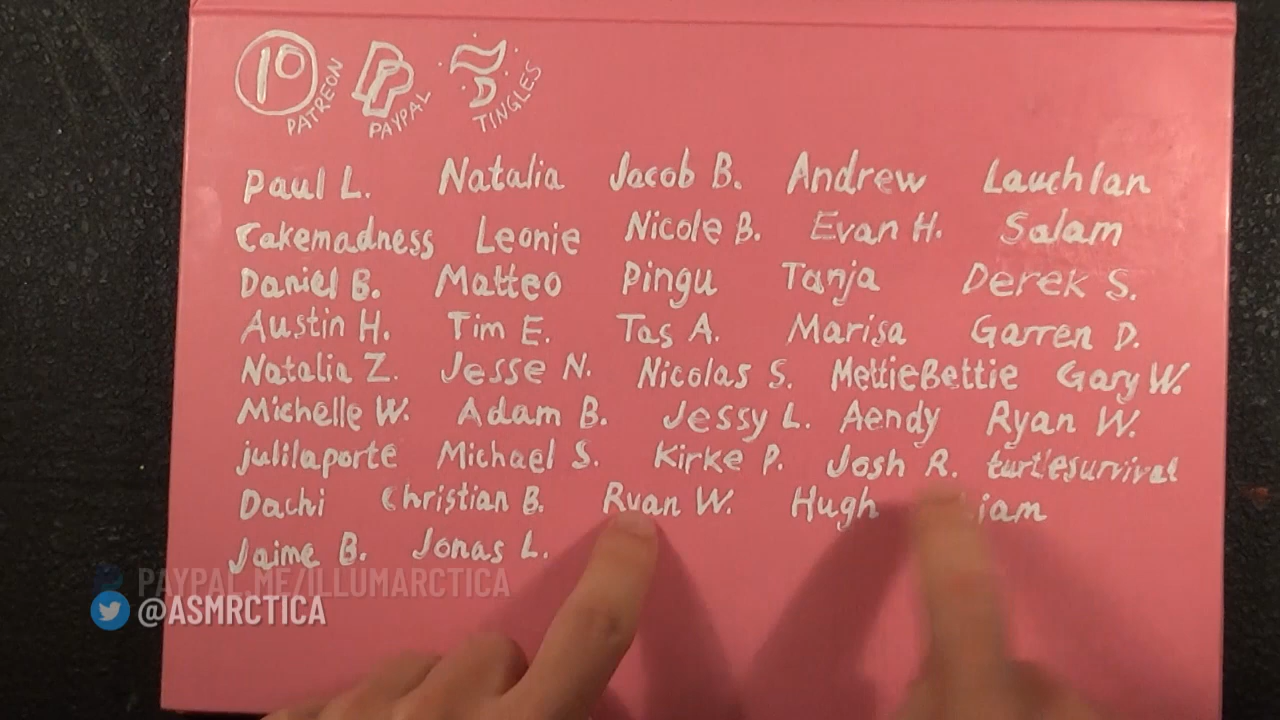 PATREON PAYPAL TINGLES
Paul L. Natalia Jacob B. Andrew Lauchlan
Cakemadness Leonie Nicole B. Evan H. Salam
Daniel B. Matteo Pingu Tanja Derek S.
Austin H. Tim E. Tas A. Marisa Garren D.
Natalia Z. Jesse N. Nicolas S. MettieBettie Gary W.
Michelle W. Adam B. Jessy L. Aendy Ryan W.
julilaporte Michael S. Kirke P. Josh R. turtlesurvival
Dachi Christian B. Ryan W. Hugh
Jaime B. Jonas L.
PAYPAL.ME/ILLUMARCTICA
@ASMRCTICA